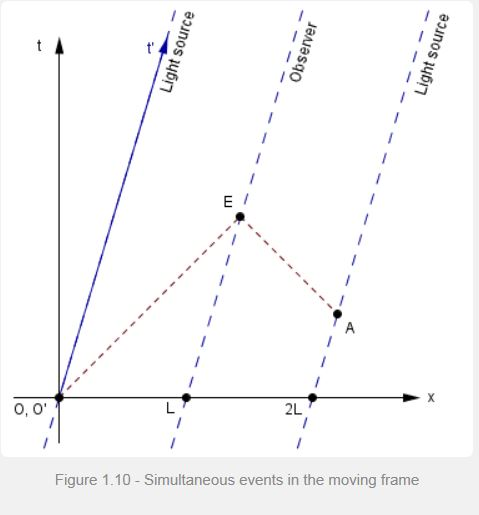 t
t'
Light source
Observer
Light source
E
A
O, O'
L
2L
x
Figure 1.10 - Simultaneous events in the moving frame